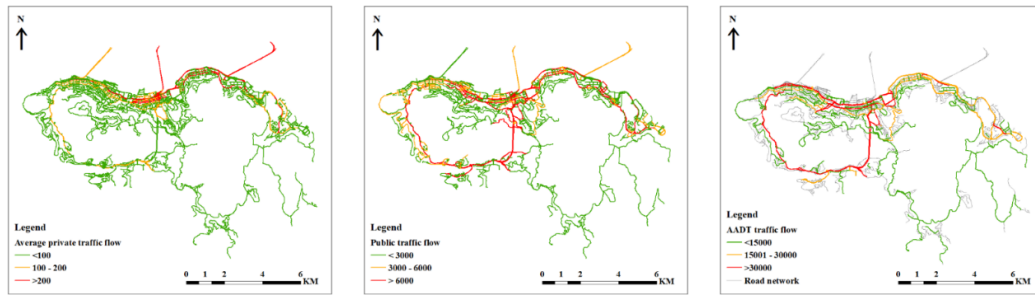 N
Legend
Average private traffic flow
<100
100 - 200
>200
0 1 2 4 6
KM
N
Legend
Public traffic flow
< 3000
3000 - 6000
> 6000
0 1 2 4 6
KM
N
Legend
AADT traffic flow
<15000
15001 - 30000
>30000
Road network
0 1 2 4 6
KM